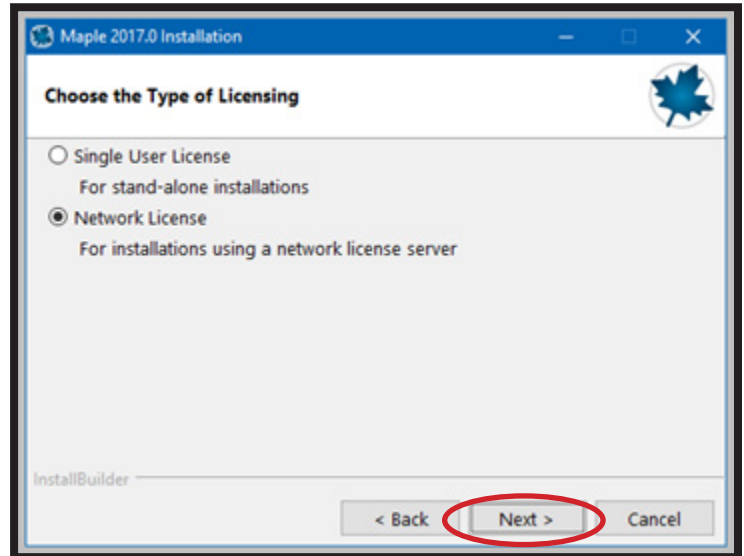 Maple 2017.0 Installation
Choose the Type of Licensing
Single User License
For stand-alone installations
Network License
For installations using a network license server
InstallBuilder
< Back Next > Cancel